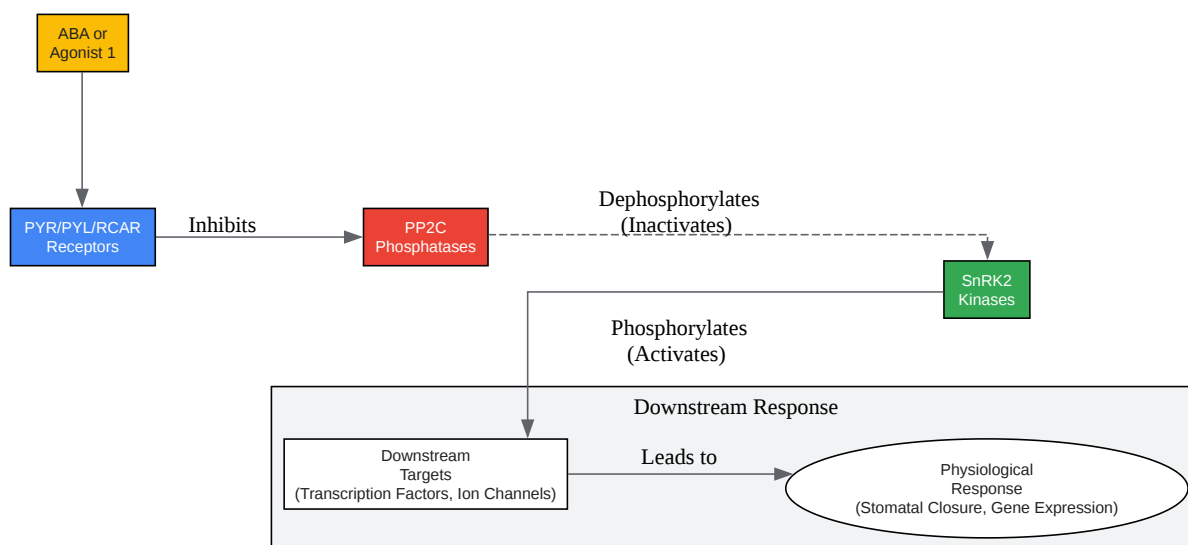 ABA or
Agonist 1
PYR/PYL/RCAR
Receptors
Inhibits
PP2C
Phosphatases
Dephosphorylates
(Inactivates)
SnRK2
Kinases
Phosphorylates
(Activates)
Downstream Response
Downstream
Targets
(Transcription Factors, Ion Channels)
Leads to
Physiological
Response
(Stomatal Closure, Gene Expression)